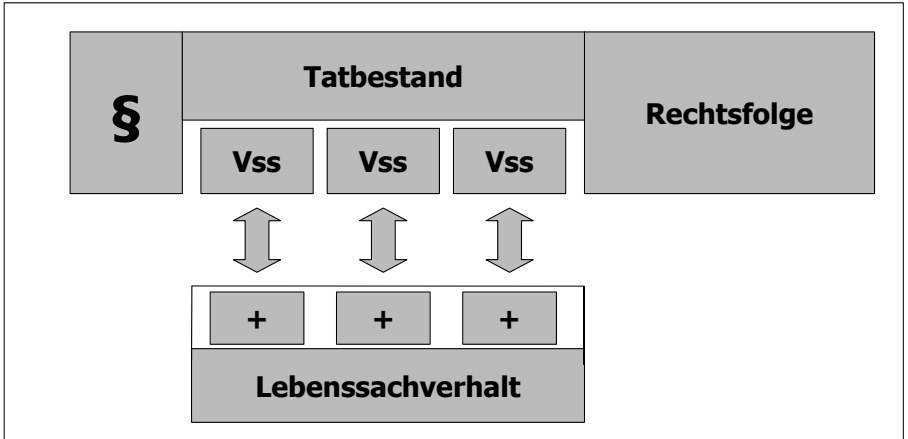 §
Tatbestand
Rechtsfolge
Vss
Vss
Vss
+
+
+
Lebenssachverhalt